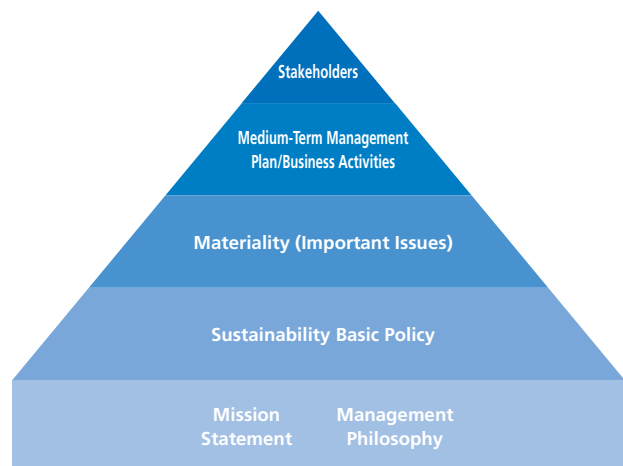 Stakeholders
Medium-Term Management
Plan/Business Activities
Materiality (Important Issues)
Sustainability Basic Policy
Mission
Statement
Management
Philosophy